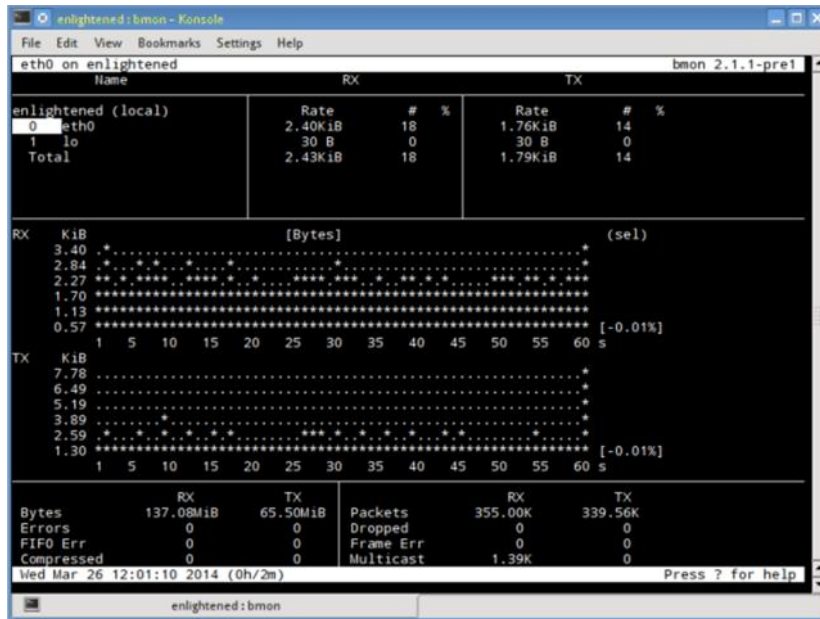 enlightened : bmon - Konsole
File Edit View Bookmarks Settings Help
eth0 on enlightened bmon 2.1.1-pre1
Name RX TX
enlightened (local) Rate # % Rate # %
0 eth0 2.40KiB 18 1.76KiB 14
1 lo 30 B 0 30 B 0
Total 2.43KiB 18 1.79KiB 14
RX KiB [Bytes] (sel)
3.40 .*.........................................................*
2.84 .*...*.*...*....*............*.............................*
2.27 **.*.****..****.*..*....****.***..*..**.*.*.....***.**.*.***
1.70 ************************************************************
1.13 ************************************************************
0.57 ************************************************************ [-0.01%]
1 5 10 15 20 25 30 35 40 45 50 55 60 s
TX KiB
7.78 ...........................................................*
6.49 ...........................................................*
5.19 ...........................................................*
3.89 ........*..................................................*
2.59 .*...*..*..*..*.*........***.*..*..*..*...*.*........*.....*
1.30 ************************************************************ [-0.01%]
1 5 10 15 20 25 30 35 40 45 50 55 60 s
RX TX RX TX
Bytes 137.08MiB 65.50MiB Packets 355.00K 339.56K
Errors 0 0 Dropped 0 0
FIFO Err 0 0 Frame Err 0 0
Compressed 0 0 Multicast 1.39K 0
Wed Mar 26 12:01:10 2014 (0h/2m) Press ? for help
enlightened : bmon